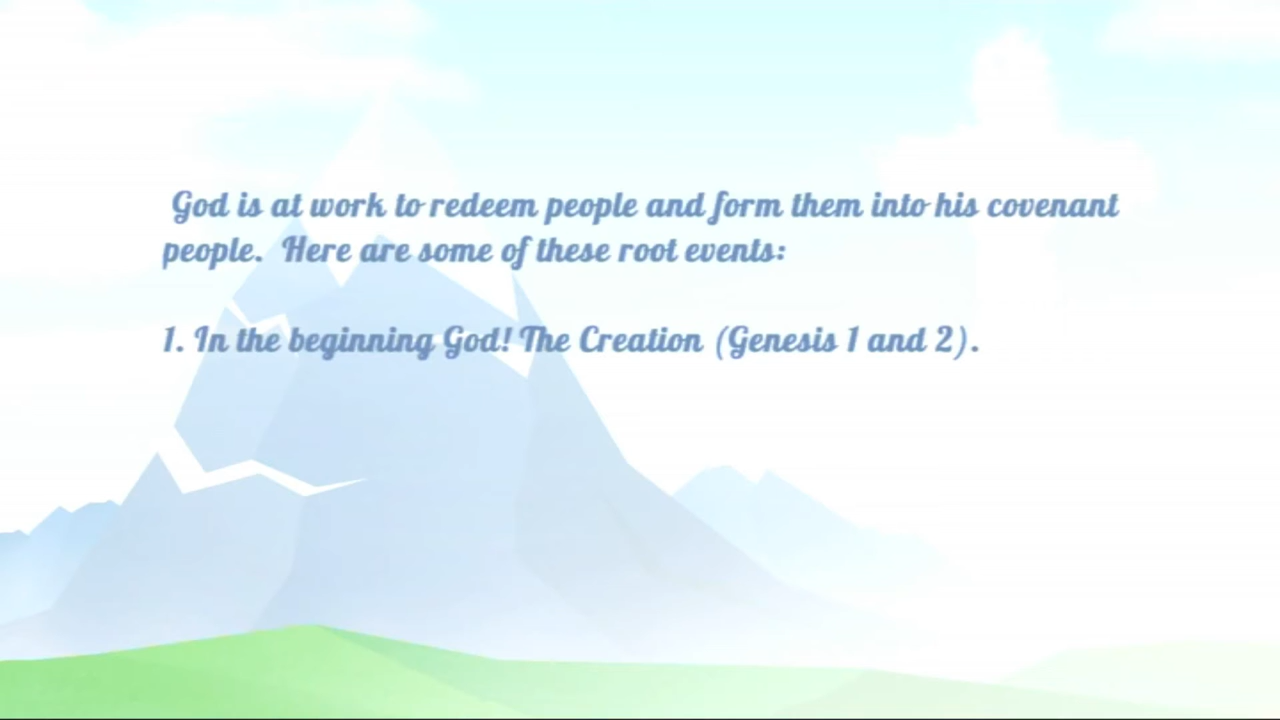 God is at work to redeem people and form them into his covenant
people. Here are some of these root events:
1. In the beginning God! The Creation (Genesis 1 and 2).